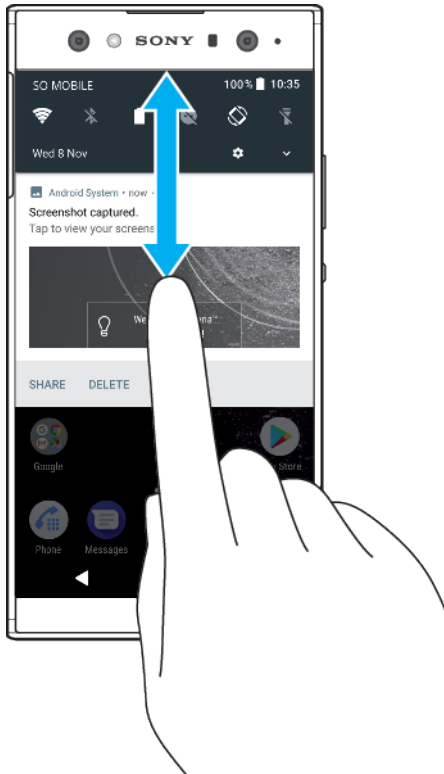 SONY
SO MOBILE 100% 10:35
Wed 8 Nov
Android System • now
Screenshot captured.
Tap to view your screens
We
SHARE DELETE
Google Store
Phone Messages